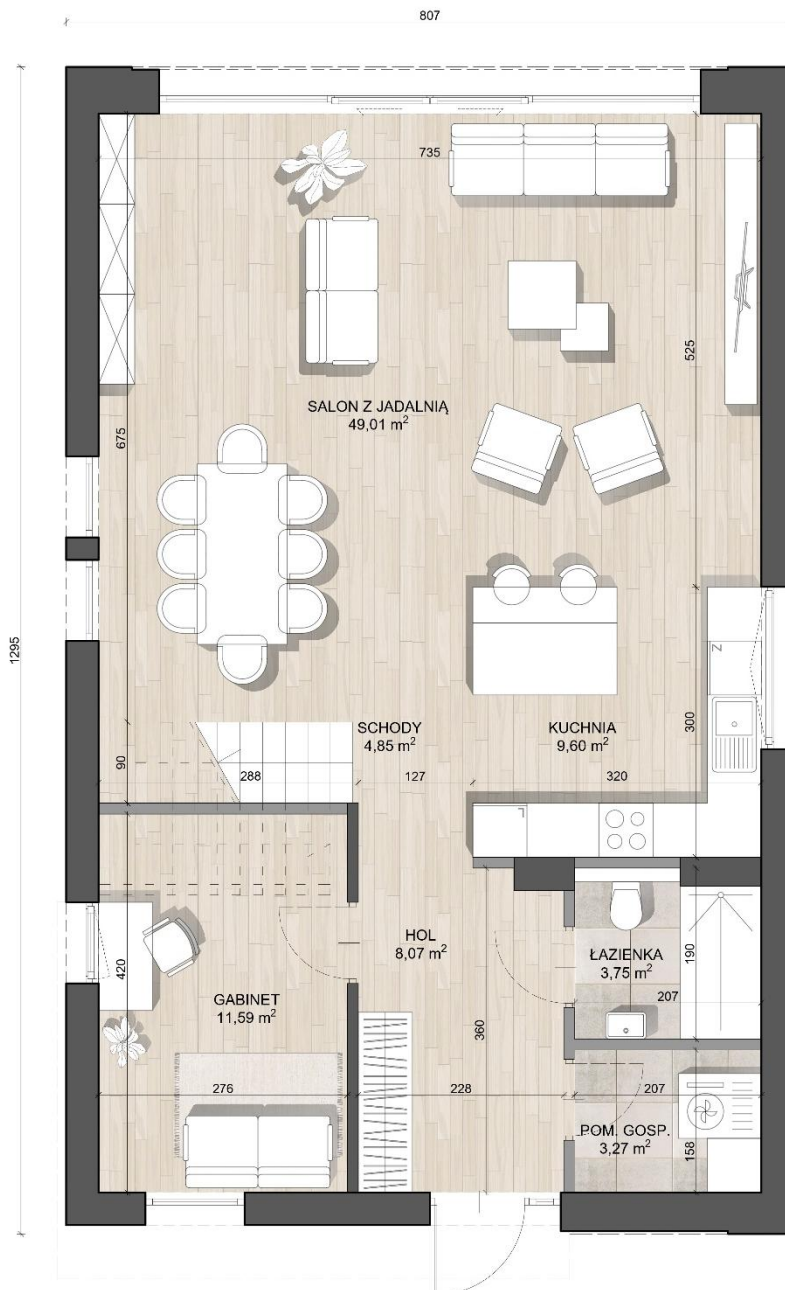 807
735
525
SALON Z JADALNIĄ
49,01 m²
675
1295
Z
SCHODY
4,85 m²
KUCHNIA
9,60 m²
300
90
288
127
320
HOL
8,07 m²
ŁAZIENKA
3,75 m²
190
207
420
GABINET
11,59 m²
360
276
228
207
POM. GOSP.
3,27 m²
158